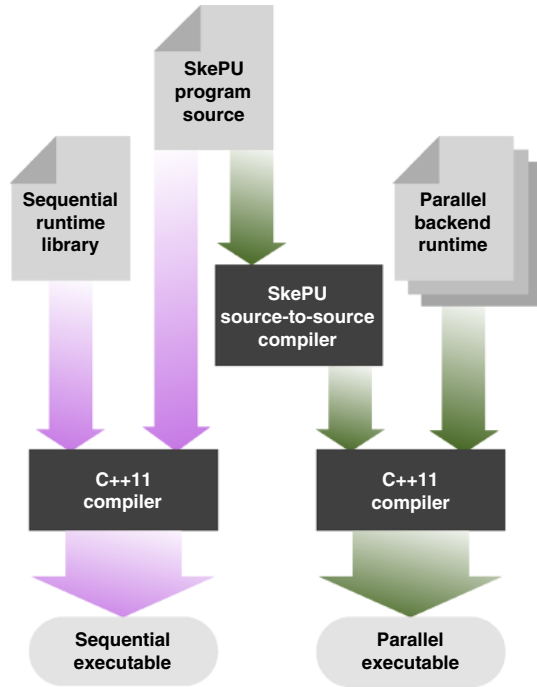 SkePU
program
source
Sequential
runtime
library
Parallel
backend
runtime
SkePU
source-to-source
compiler
C++11
compiler
C++11
compiler
Sequential
executable
Parallel
executable